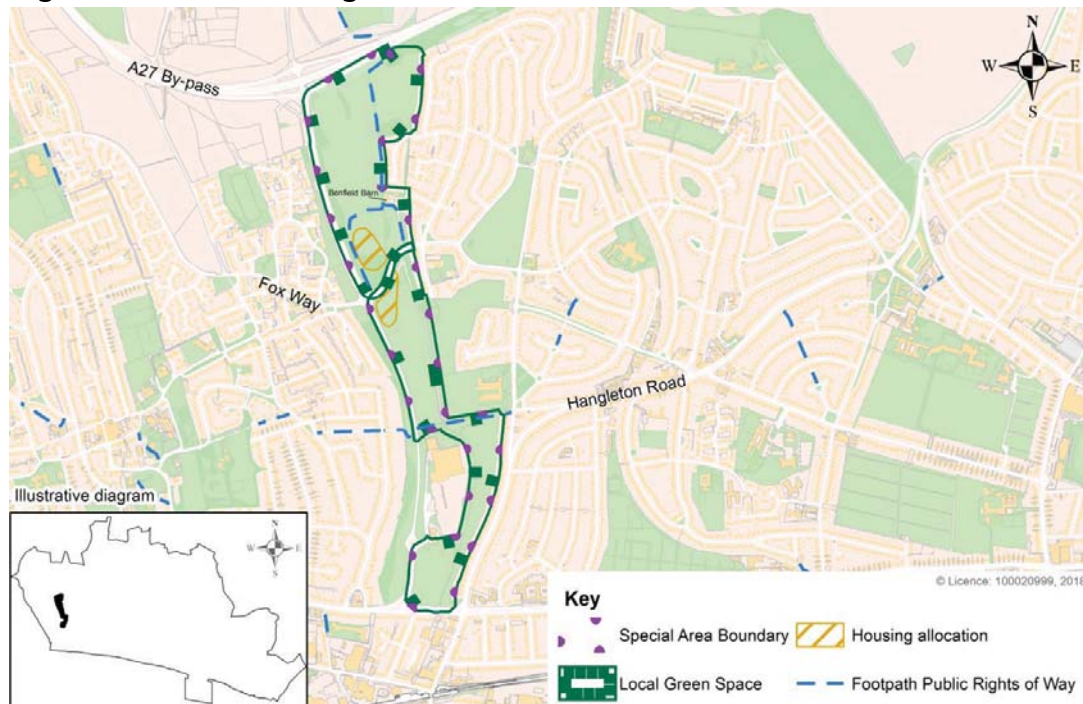 N
W
E
S
A27 By-pass
Benfield Barn
Fox Way
Hangleton Road
Illustrative diagram
N
W
E
S
© Licence: 100020999, 2018
Key
Special Area Boundary
Housing allocation
Local Green Space
Footpath Public Rights of Way